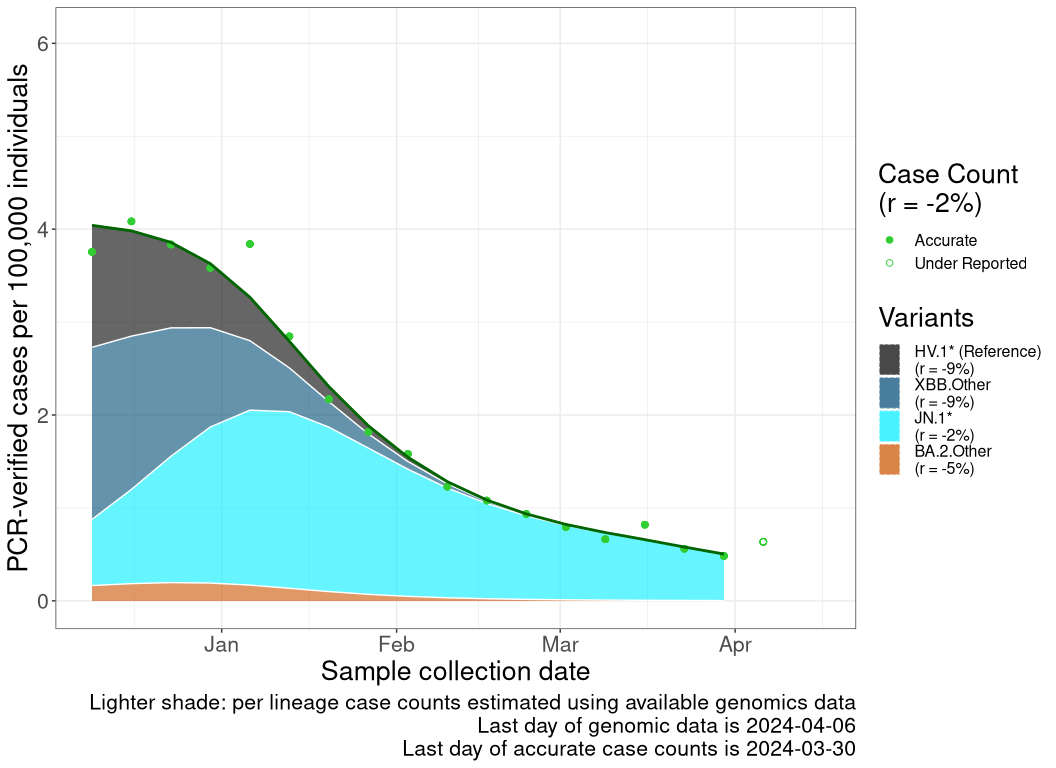 PCR-verified cases per 100,000 individuals
6
4
2
0
Jan
Feb
Mar
Apr
Sample collection date
Lighter shade: per lineage case counts estimated using available genomics data
Last day of genomic data is 2024-04-06
Last day of accurate case counts is 2024-03-30
Case Count
(r = -2%)
Accurate
Under Reported
Variants
HV.1* (Reference)
(r = -9%)
XBB.Other
(r = -9%)
JN.1*
(r = -2%)
BA.2.Other
(r = -5%)